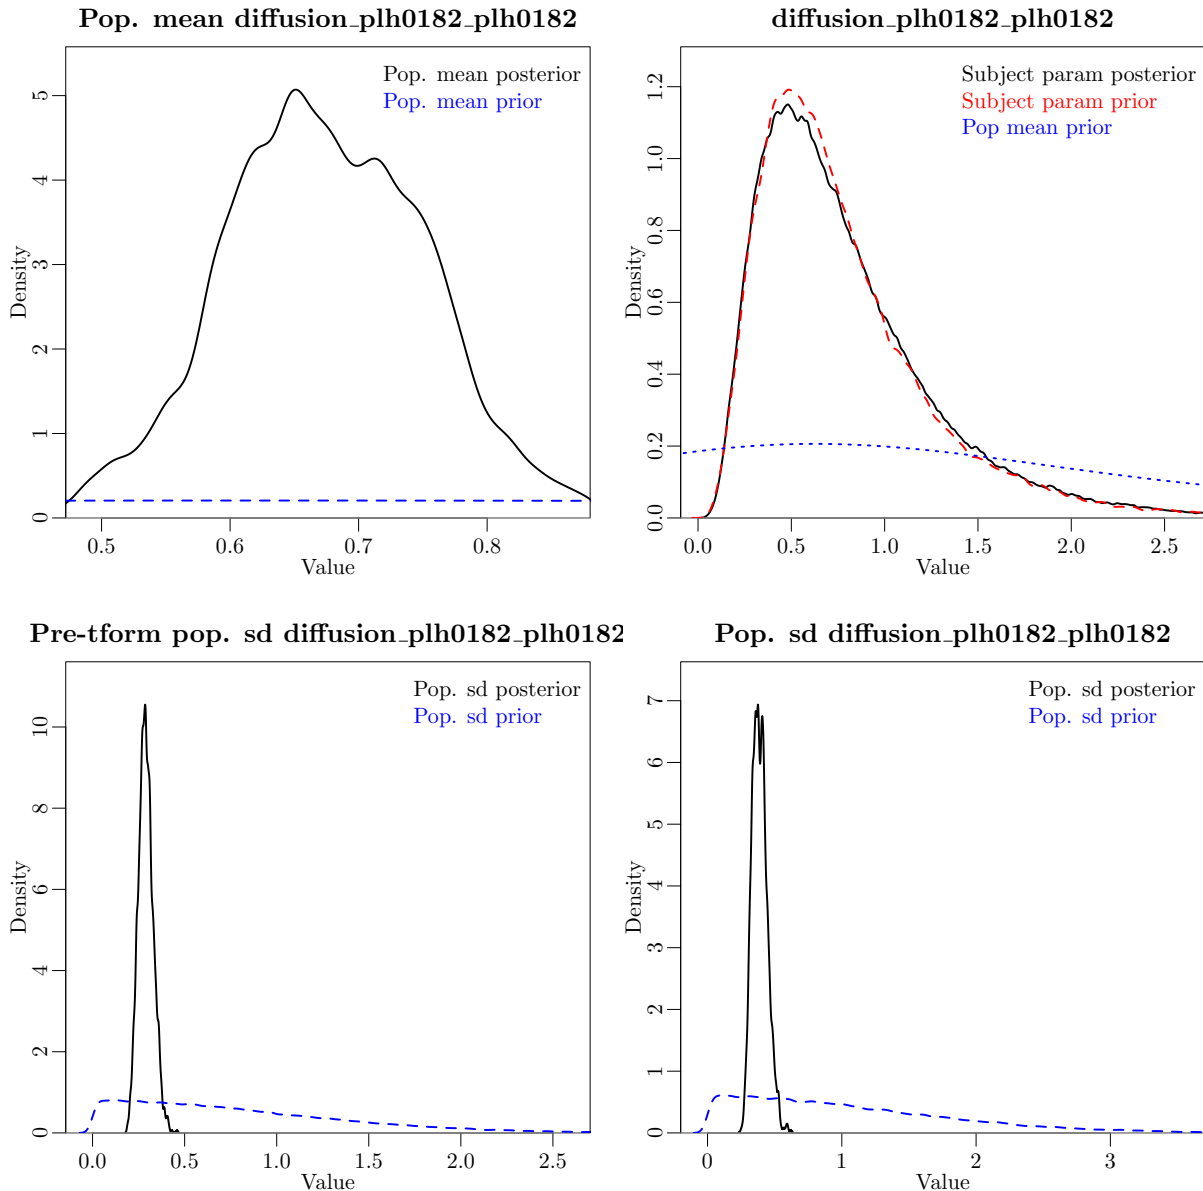 Pop. mean diffusion_plh0182_plh0182
Pop. mean posterior
Pop. mean prior
Density
0 1 2 3 4 5
0.5 0.6 0.7 0.8
Value
diffusion_plh0182_plh0182
Subject param posterior
Subject param prior
Pop mean prior
Density
0.0 0.2 0.4 0.6 0.8 1.0 1.2
0.0 0.5 1.0 1.5 2.0 2.5
Value
Pre-tform pop. sd diffusion_plh0182_plh0182
Pop. sd posterior
Pop. sd prior
Density
0 2 4 6 8 10
0.0 0.5 1.0 1.5 2.0 2.5
Value
Pop. sd diffusion_plh0182_plh0182
Pop. sd posterior
Pop. sd prior
Density
0 1 2 3 4 5 6 7
0 1 2 3
Value